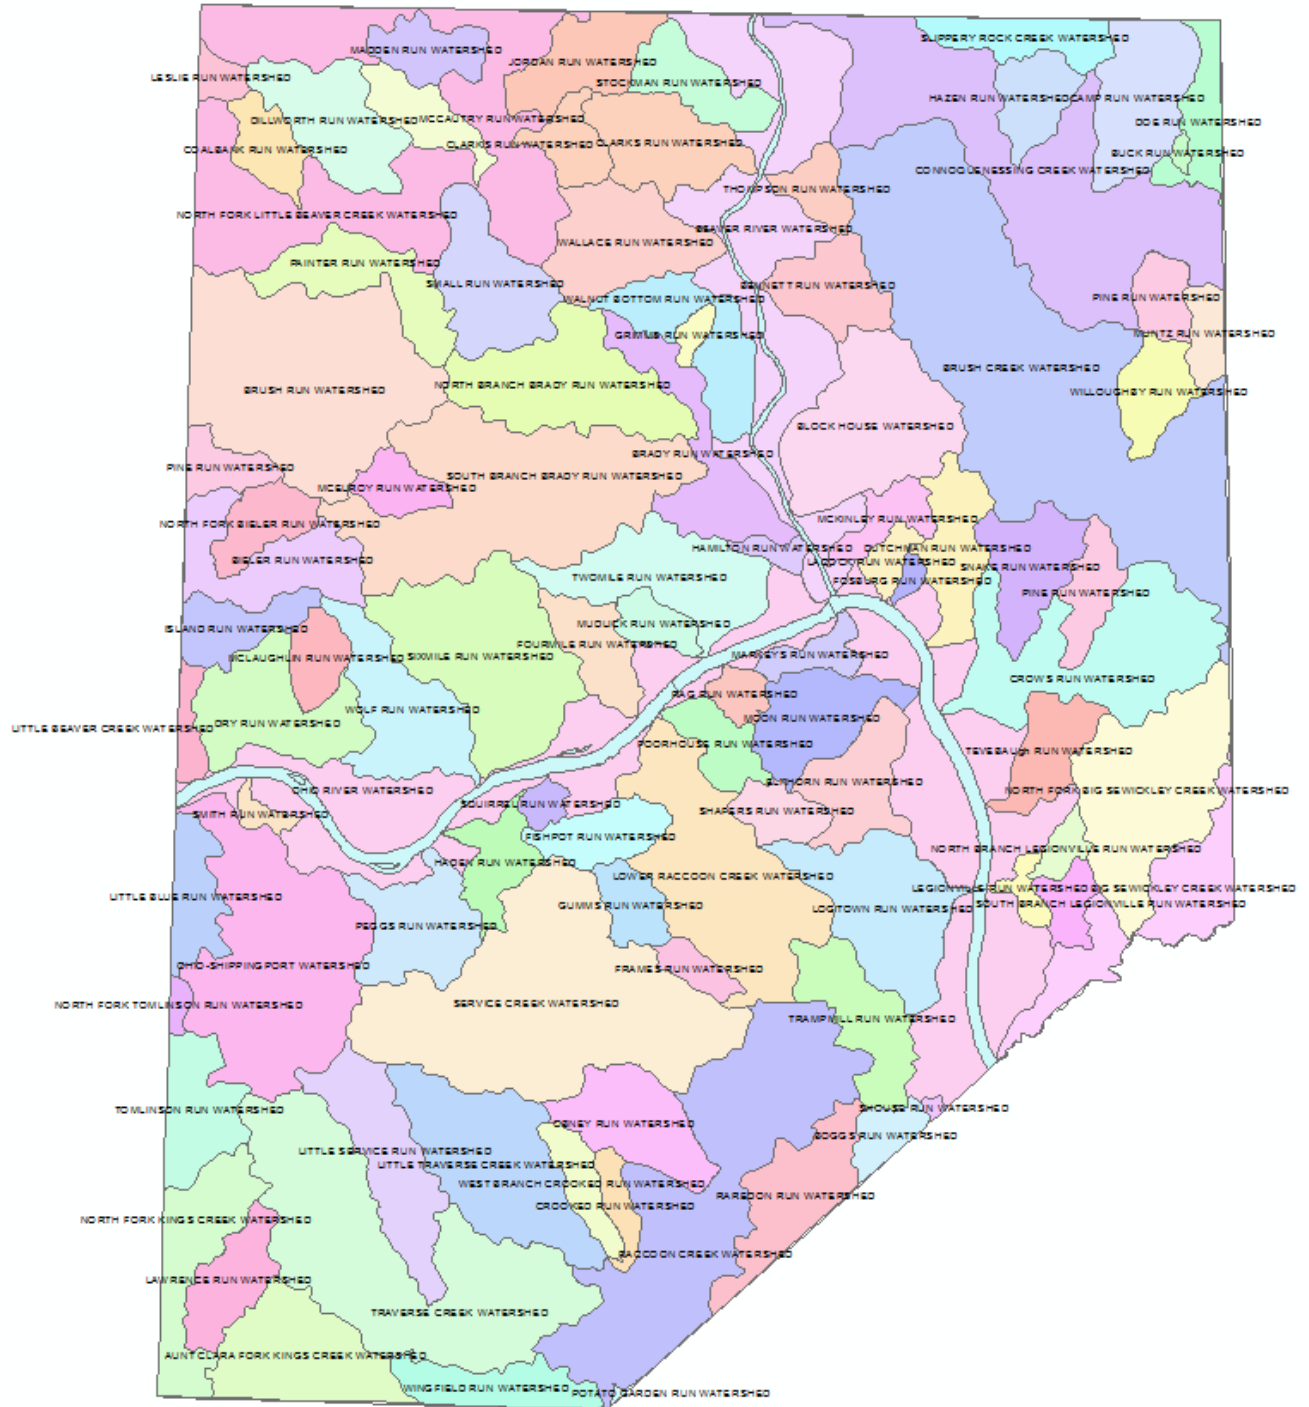 SLIPPERY ROCK CREEK WATERSHED
MADDEN RUN WATERSHED
JORDAN RUN WATERSHED
LESLIE RUN WATERSHED
STOCKMAN RUN WATERSHED
HAZEN RUN WATERSHED
CAMP RUN WATERSHED
DILLWORTH RUN WATERSHED
MCCAUTRY RUN WATERSHED
DOE RUN WATERSHED
COALBANK RUN WATERSHED
CLARKS RUN WATERSHED
CLARKS RUN WATERSHED
BUCK RUN WATERSHED
CONNOQUENESSING CREEK WATERSHED
THOMPSON RUN WATERSHED
NORTH FORK LITTLE BEAVER CREEK WATERSHED
BEAVER RIVER WATERSHED
WALLACE RUN WATERSHED
PAINTER RUN WATERSHED
SMALL RUN WATERSHED
BENNETT RUN WATERSHED
WALNUT BOTTOM RUN WATERSHED
PINE RUN WATERSHED
GRIMMS RUN WATERSHED
MUNTZ RUN WATERSHED
BRUSH CREEK WATERSHED
BRUSH RUN WATERSHED
NORTH BRANCH BRADY RUN WATERSHED
WILLOUGHBY RUN WATERSHED
BLOCK HOUSE WATERSHED
BRADY RUN WATERSHED
PINE RUN WATERSHED
SOUTH BRANCH BRADY RUN WATERSHED
MCELROY RUN WATERSHED
NORTH FORK BIELER RUN WATERSHED
MCKINLEY RUN WATERSHED
HAMILTON RUN WATERSHED
DUTCHMAN RUN WATERSHED
BIELER RUN WATERSHED
LACOCK RUN WATERSHED
SNAKE RUN WATERSHED
TWOMILE RUN WATERSHED
FOSBURG RUN WATERSHED
PINE RUN WATERSHED
ISLAND RUN WATERSHED
MUDUCK RUN WATERSHED
FOURMILE RUN WATERSHED
MCLAUGHLIN RUN WATERSHED
SIXMILE RUN WATERSHED
MARKEYS RUN WATERSHED
CROWS RUN WATERSHED
RAG RUN WATERSHED
WOLF RUN WATERSHED
MOON RUN WATERSHED
DRY RUN WATERSHED
LITTLE BEAVER CREEK WATERSHED
POORHOUSE RUN WATERSHED
TEVEBAUGH RUN WATERSHED
ELKHORN RUN WATERSHED
OHIO RIVER WATERSHED
NORTH FORK BIG SEWICKLEY CREEK WATERSHED
SQUIRREL RUN WATERSHED
SMITH RUN WATERSHED
SHAFERS RUN WATERSHED
FISHPOT RUN WATERSHED
NORTH BRANCH LEGIONVILLE RUN WATERSHED
HADEN RUN WATERSHED
LOWER RACCOON CREEK WATERSHED
LEGIONVILLE RUN WATERSHED
BIG SEWICKLEY CREEK WATERSHED
LITTLE BLUE RUN WATERSHED
GUMMS RUN WATERSHED
LOGTOWN RUN WATERSHED
SOUTH BRANCH LEGIONVILLE RUN WATERSHED
PEGGS RUN WATERSHED
OHIO-SHIPPINGPORT WATERSHED
FRAMES RUN WATERSHED
NORTH FORK TOMLINSON RUN WATERSHED
SERVICE CREEK WATERSHED
TRAMPMILL RUN WATERSHED
TOMLINSON RUN WATERSHED
SHOUSE RUN WATERSHED
OBNEY RUN WATERSHED
BOGGS RUN WATERSHED
LITTLE SERVICE RUN WATERSHED
LITTLE TRAVERSE CREEK WATERSHED
WEST BRANCH CROOKED RUN WATERSHED
RAREDON RUN WATERSHED
CROOKED RUN WATERSHED
NORTH FORK KINGS CREEK WATERSHED
RACCOON CREEK WATERSHED
LAWRENCE RUN WATERSHED
TRAVERSE CREEK WATERSHED
AUNT CLARA FORK KINGS CREEK WATERSHED
WINGFIELD RUN WATERSHED
POTATO GARDEN RUN WATERSHED